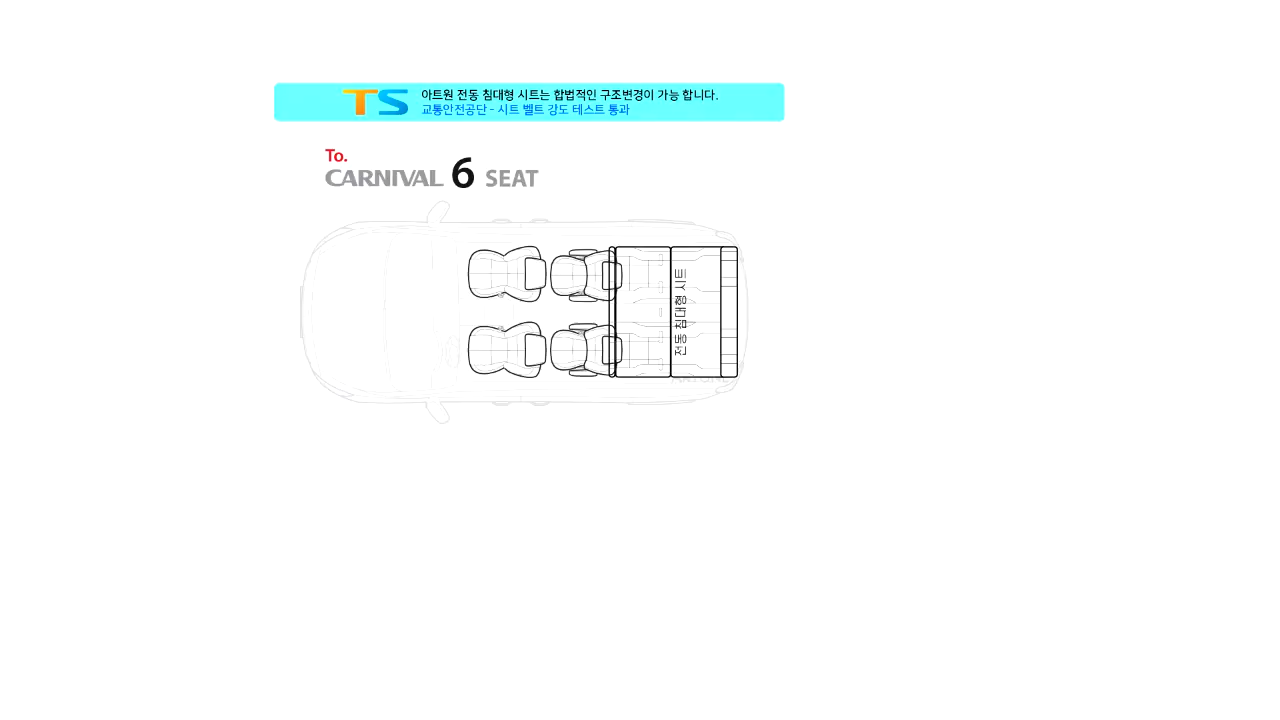 TS
아트원 전동 침대형 시트는 합법적인 구조변경이 가능 합니다.
교통안전공단 - 시트 벨트 강도 테스트 통과
To.
CARNIVAL 6 SEAT
전동 침대형 시트